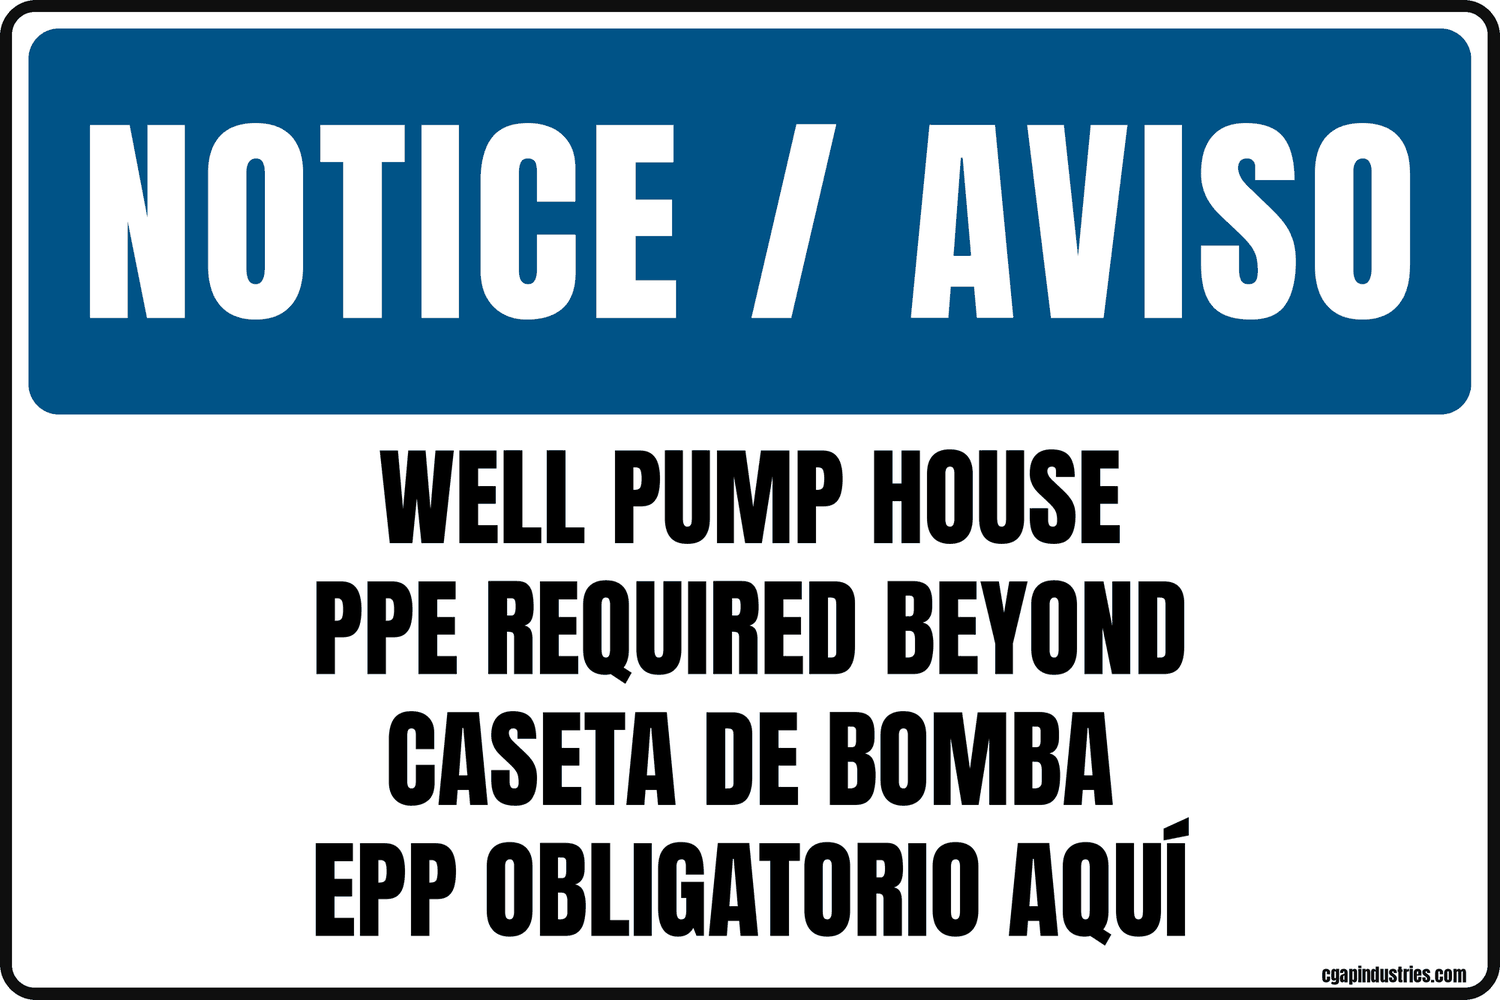 NOTICE / AVISO
WELL PUMP HOUSE
PPE REQUIRED BEYOND
CASETA DE BOMBA
EPP OBLIGATORIO AQUÍ
cgapindustries.com